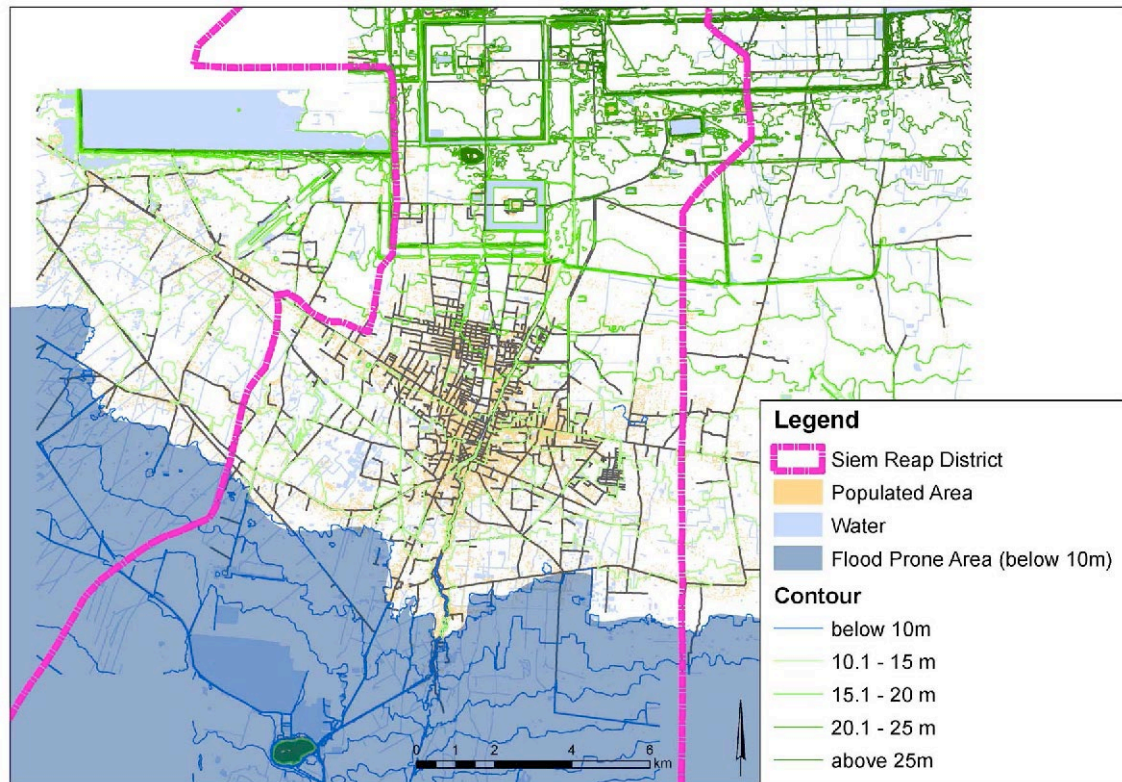 Legend
Siem Reap District
Populated Area
Water
Flood Prone Area (below 10m)
Contour
below 10m
10.1 - 15 m
15.1 - 20 m
20.1 - 25 m
above 25m
0 1 2 4 6
km